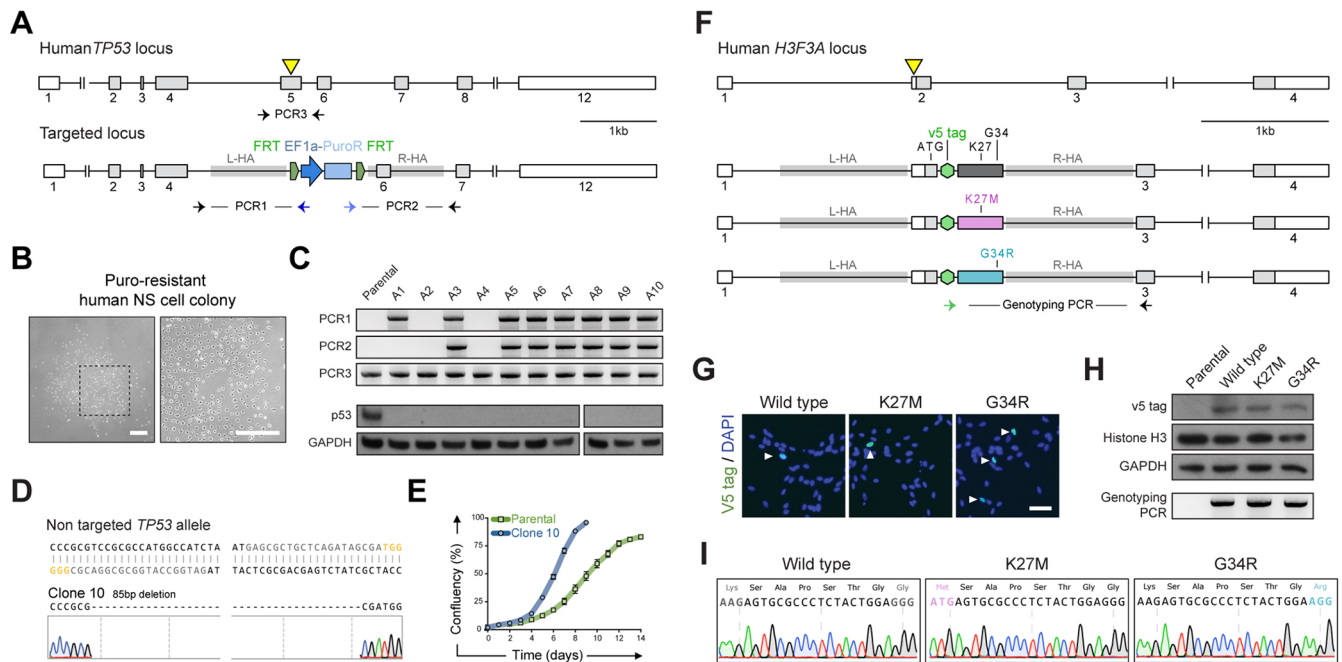 A
Human TP53 locus
1 2 3 4 5 6 7 8 12
PCR3
1kb
Targeted locus
FRT EF1a-PuroR FRT
L-HA R-HA
1 2 3 4 6 7 12
PCR1 PCR2
B
Puro-resistant
human NS cell colony
C
Parental A1 A2 A3 A4 A5 A6 A7 A8 A9 A10
PCR1
PCR2
PCR3
p53
GAPDH
D
Non targeted TP53 allele
CCCGCGTCCGCGCCATGGCCATCTA ATGAGCGCTGCTCAGATAGCGATGG
GGGCGCAGGCGCGGTACCGGTAGAT TACTCGCGACGAGTCTATCGCTACC
Clone 10 85bp deletion
CCCGCG CGATGG
E
Confluency (%)
100
75
50
25
0
Parental
Clone 10
0 2 4 6 8 10 12 14
Time (days)
F
Human H3F3A locus
1 2 3 4
1kb
v5 tag G34
ATG K27
L-HA R-HA
1 3 4
K27M
L-HA R-HA
1 3 4
G34R
L-HA R-HA
1 3 4
Genotyping PCR
G
Wild type K27M G34R
V5 tag / DAPI
H
Parental Wild type K27M G34R
v5 tag
Histone H3
GAPDH
Genotyping
PCR
I
Wild type K27M G34R
Lys Ser Ala Pro Ser Thr Gly Gly
AAGAGTGCGCCCTCTACTGGAGGG
Met Ser Ala Pro Ser Thr Gly Gly
ATGAGTGCGCCCTCTACTGGAGGG
Lys Ser Ala Pro Ser Thr Gly Arg
AAGAGTGCGCCCTCTACTGGAAGG